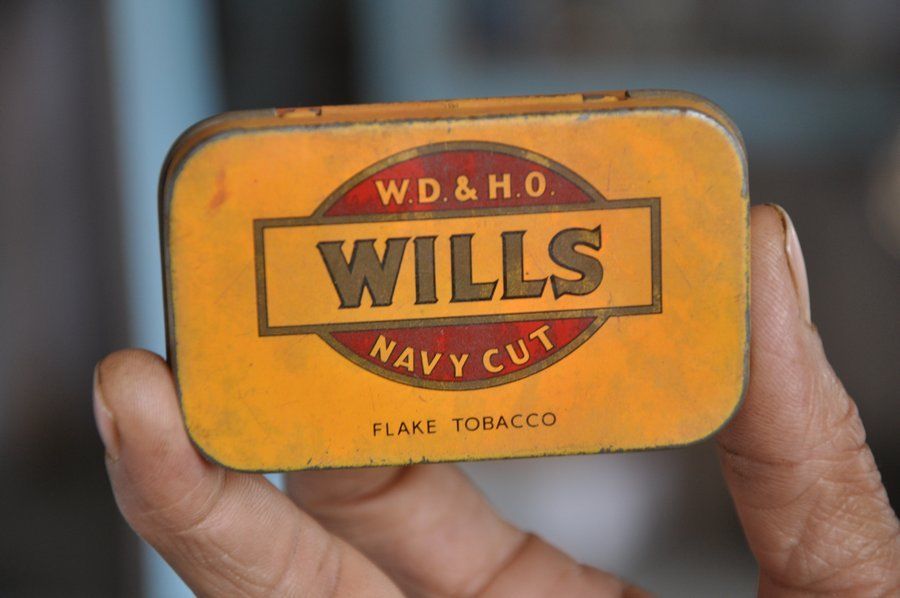 W.D. & H.O.
WILLS
NAVY CUT
FLAKE TOBACCO